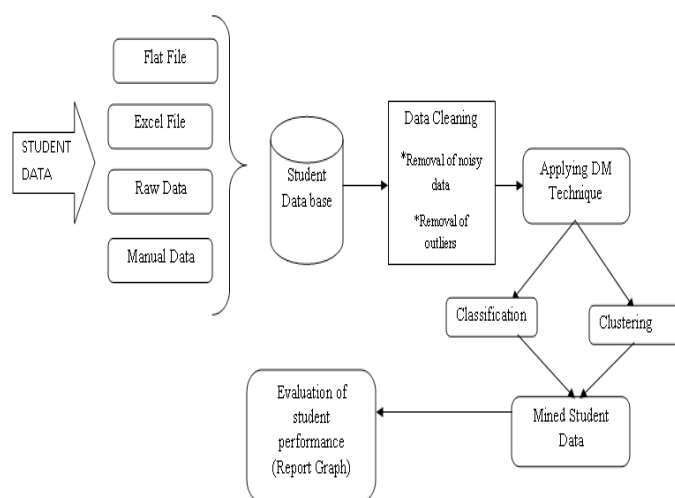 STUDENT
DATA
Flat File
Excel File
Raw Data
Manual Data
Student
Data base
Data Cleaning
*Removal of noisy
data
*Removal of
outliers
Applying DM
Technique
Classification
Clustering
Mined Student
Data
Evaluation of
student
performance
(Report Graph)